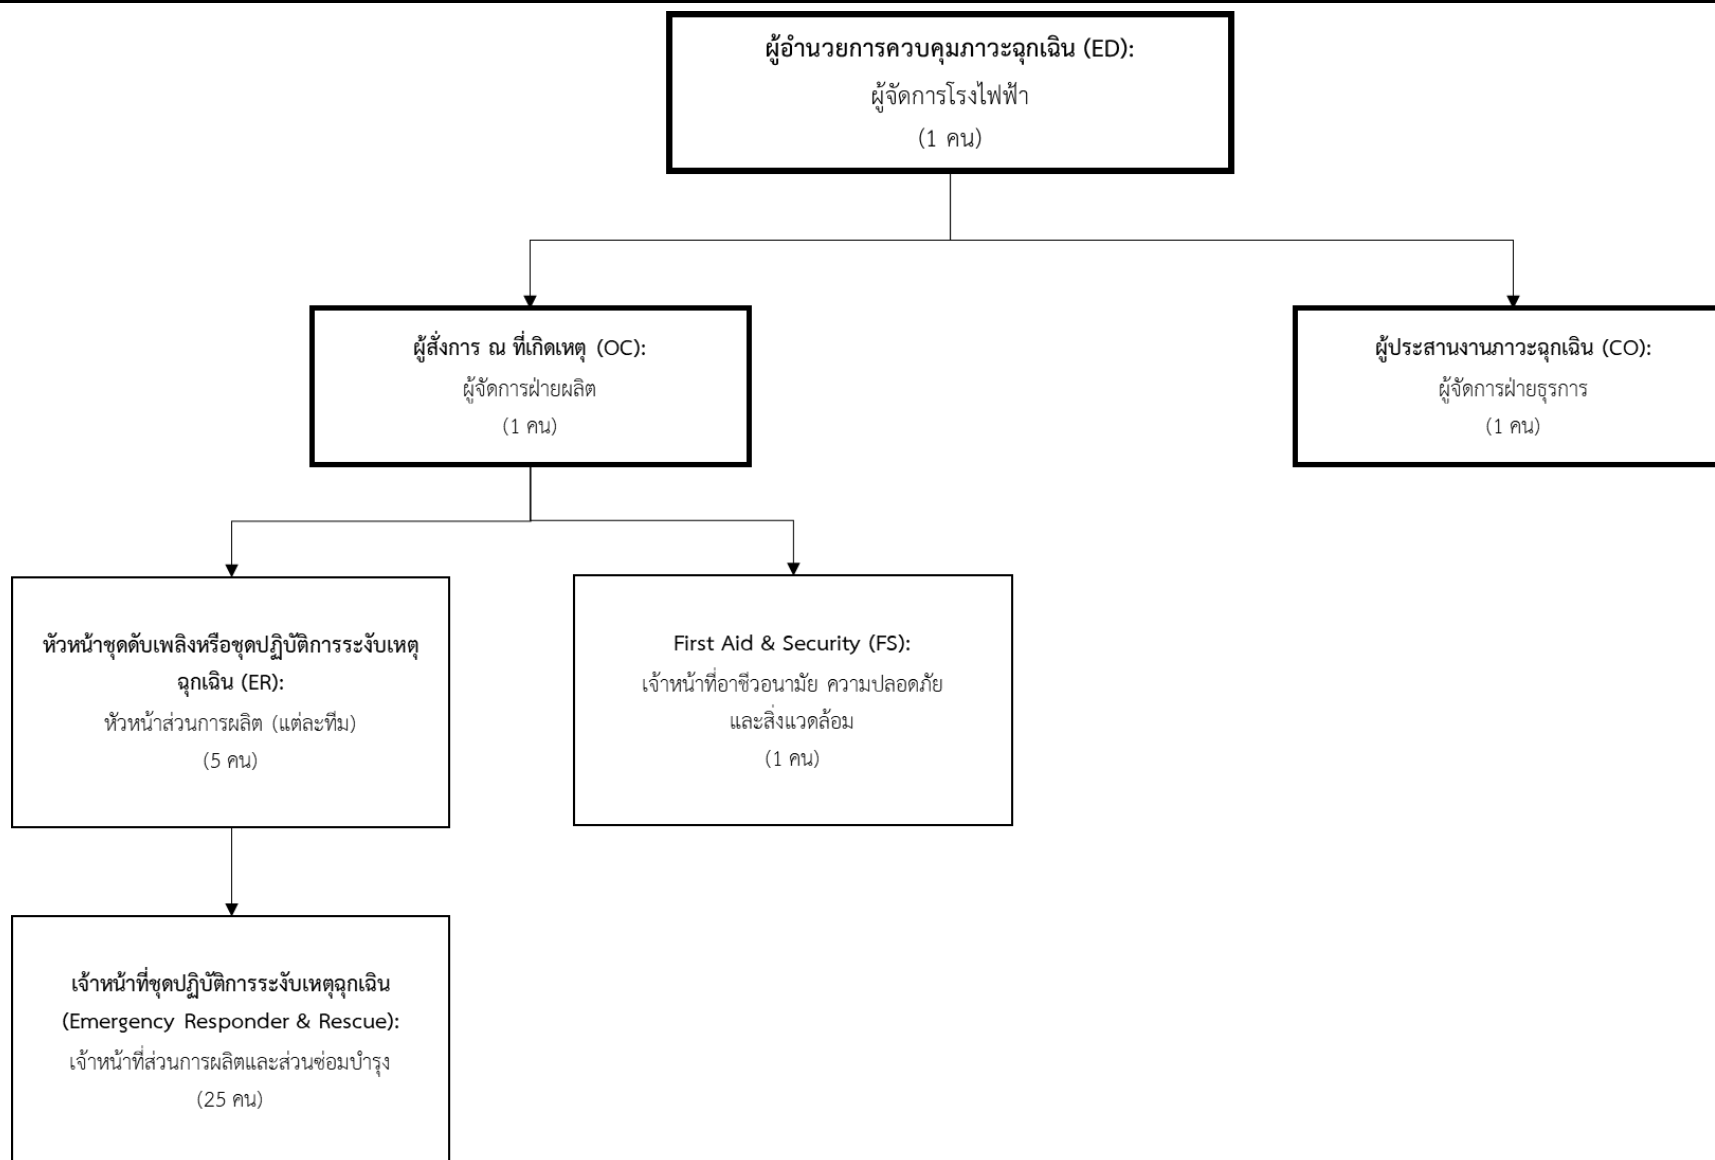 ผู้อำนวยการควบคุมภาวะฉุกเฉิน (ED):
ผู้จัดการโรงไฟฟ้า
(1 คน)
ผู้สั่งการ ณ ที่เกิดเหตุ (OC):
ผู้จัดการฝ่ายผลิต
(1 คน)
ผู้ประสานงานภาวะฉุกเฉิน (CO):
ผู้จัดการฝ่ายธุรการ
(1 คน)
หัวหน้าชุดดับเพลิงหรือชุดปฏิบัติการระงับเหตุ
ฉุกเฉิน (ER):
หัวหน้าส่วนการผลิต (แต่ละทีม)
(5 คน)
First Aid & Security (FS):
เจ้าหน้าที่อาชีวอนามัย ความปลอดภัย
และสิ่งแวดล้อม
(1 คน)
เจ้าหน้าที่ชุดปฏิบัติการระงับเหตุฉุกเฉิน
(Emergency Responder & Rescue):
เจ้าหน้าที่ส่วนการผลิตและส่วนซ่อมบำรุง
(25 คน)